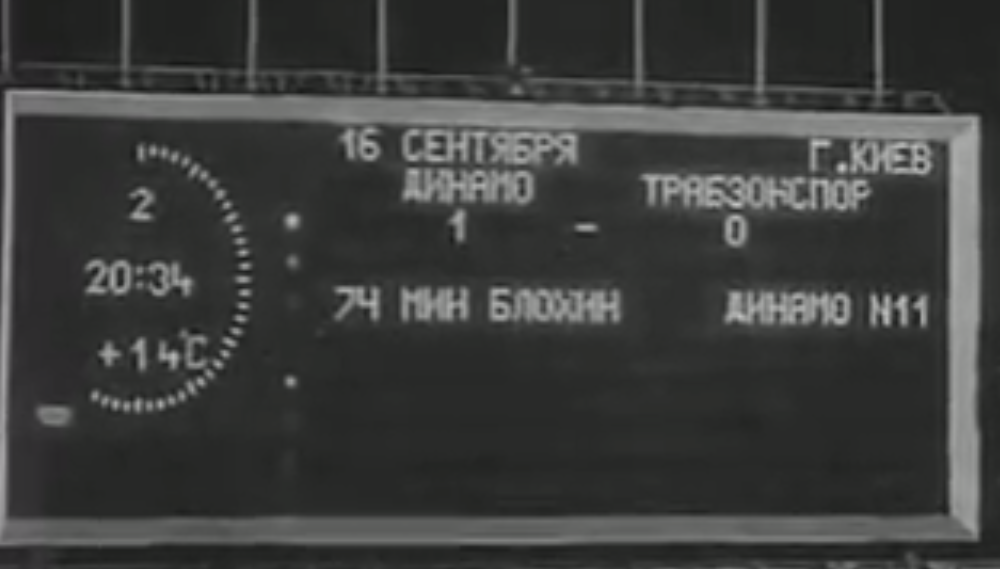 16 СЕНТЯБРЯ Г.КИЕВ
ДИНАМО ТРАБЗОНСПОР
1 - 0
74 МИН БЛОХИН ДИНАМО N11
2
20:34
+14°C